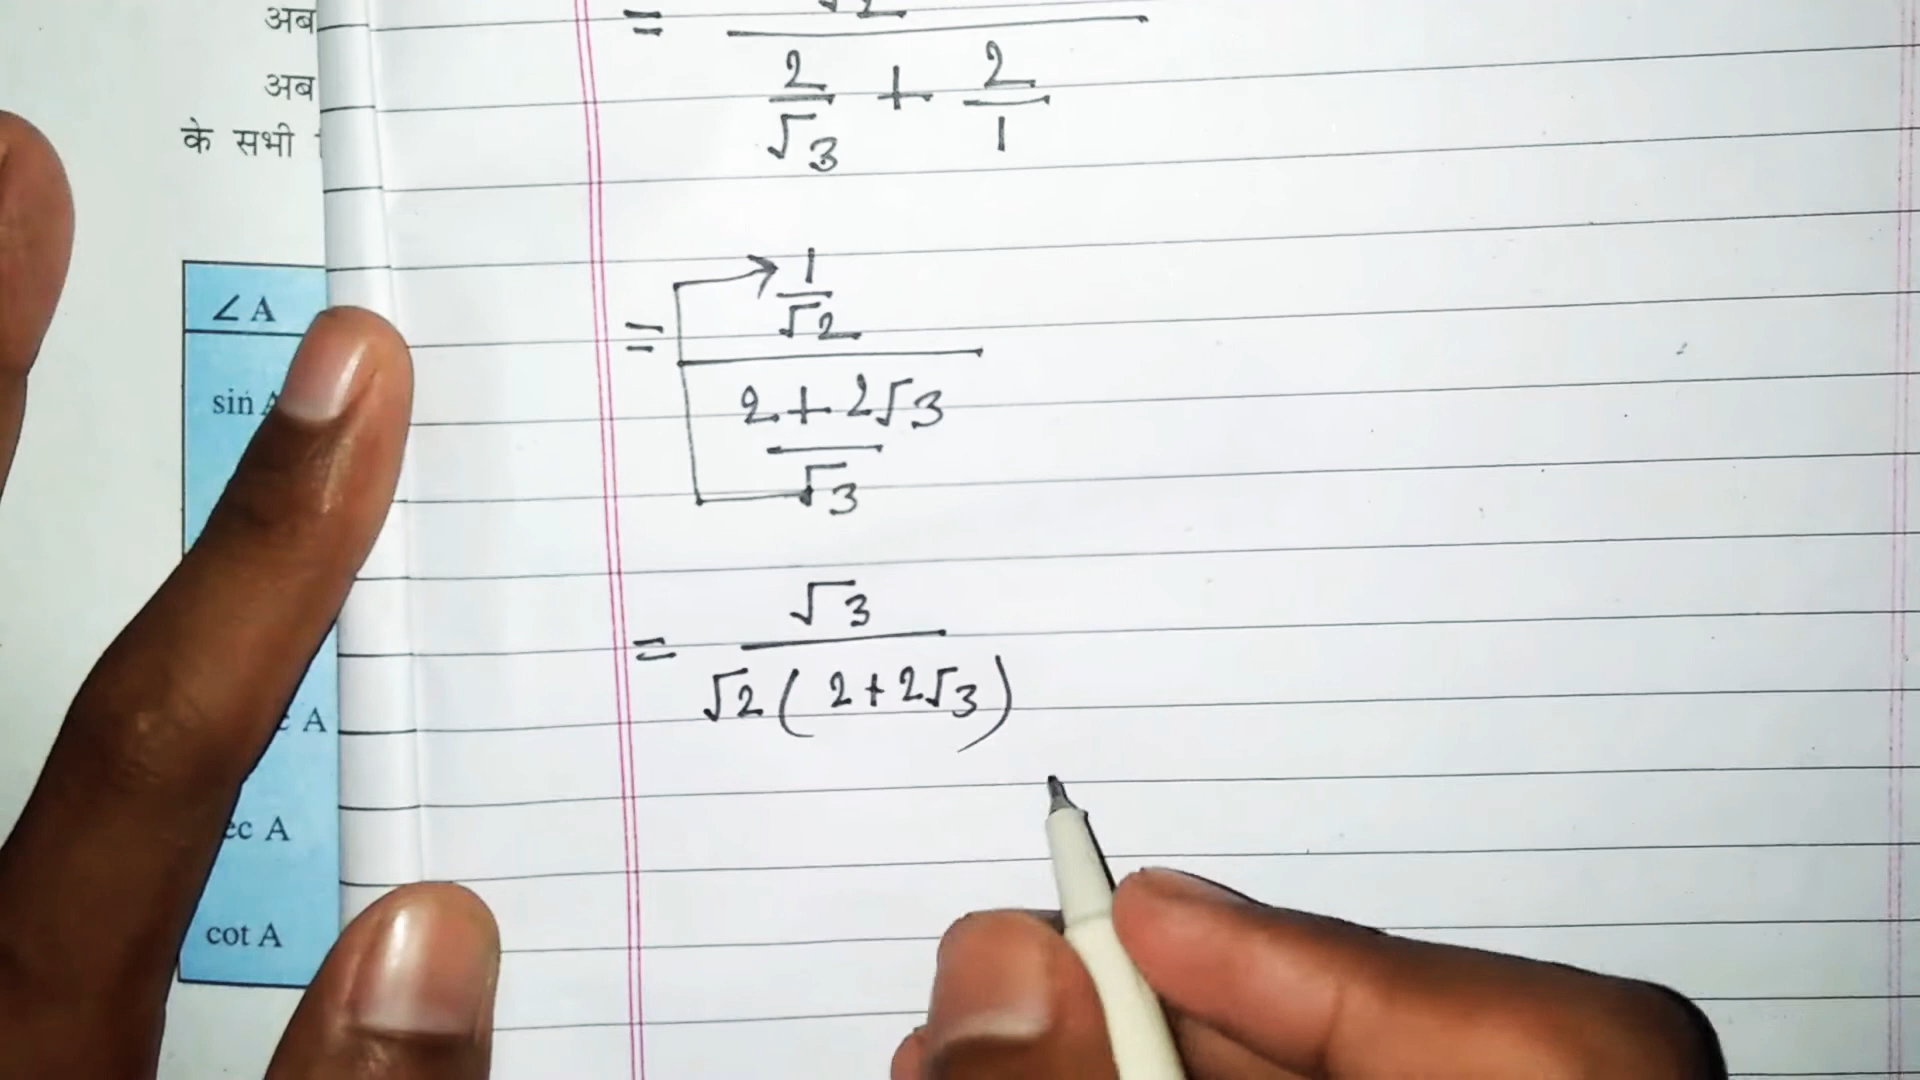 अब
अब
के सभी
∠A
sin A
A
ec A
cot A
= √2
2/√3 + 2/1
= 1/√2
2 + 2√3
√3
= √3
√2 ( 2 + 2√3 )